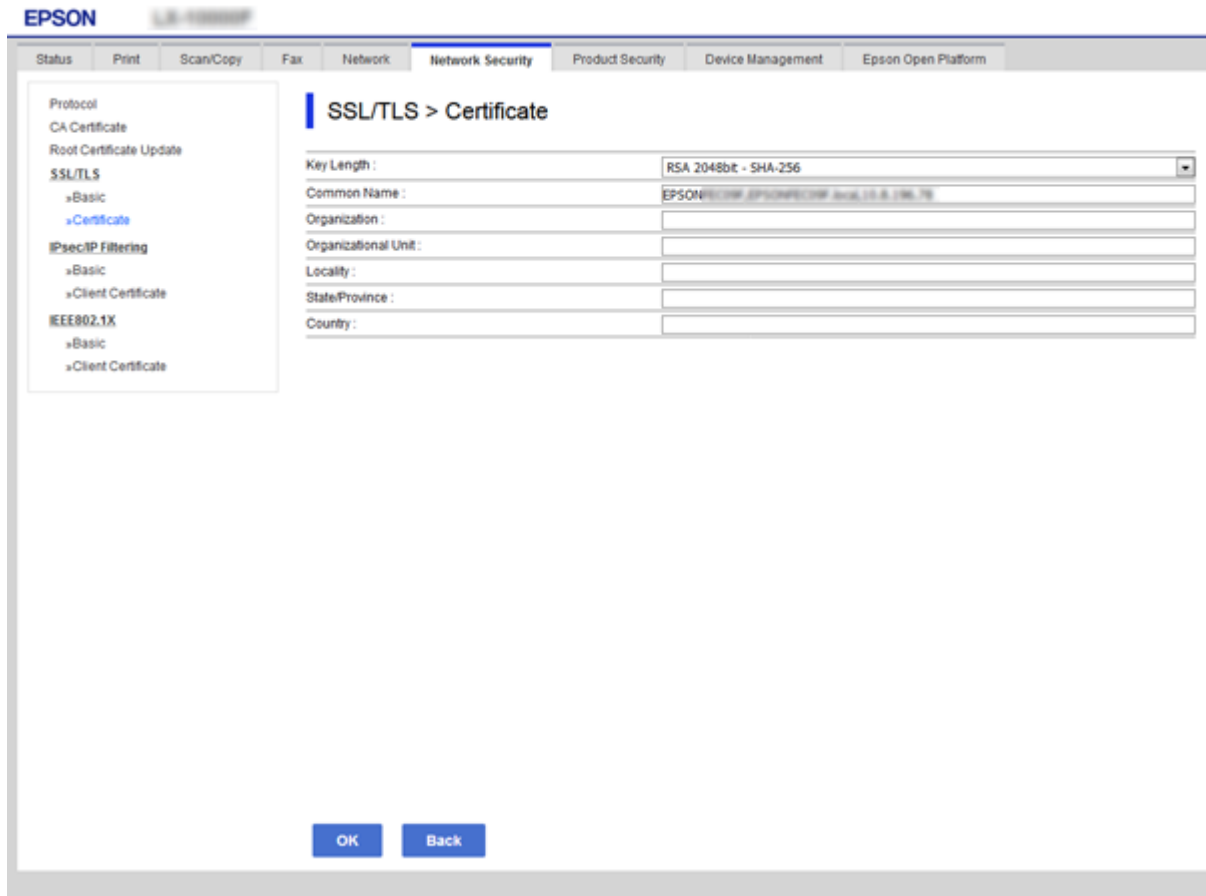 EPSON
Status Print Scan/Copy Fax Network Network Security Product Security Device Management Epson Open Platform
Protocol
CA Certificate
Root Certificate Update
SSL/TLS
»Basic
»Certificate
IPsec/IP Filtering
»Basic
»Client Certificate
IEEE802.1X
»Basic
»Client Certificate
SSL/TLS > Certificate
Key Length : RSA 2048bit - SHA-256
Common Name : EPSON
Organization :
Organizational Unit :
Locality :
State/Province :
Country :
OK Back